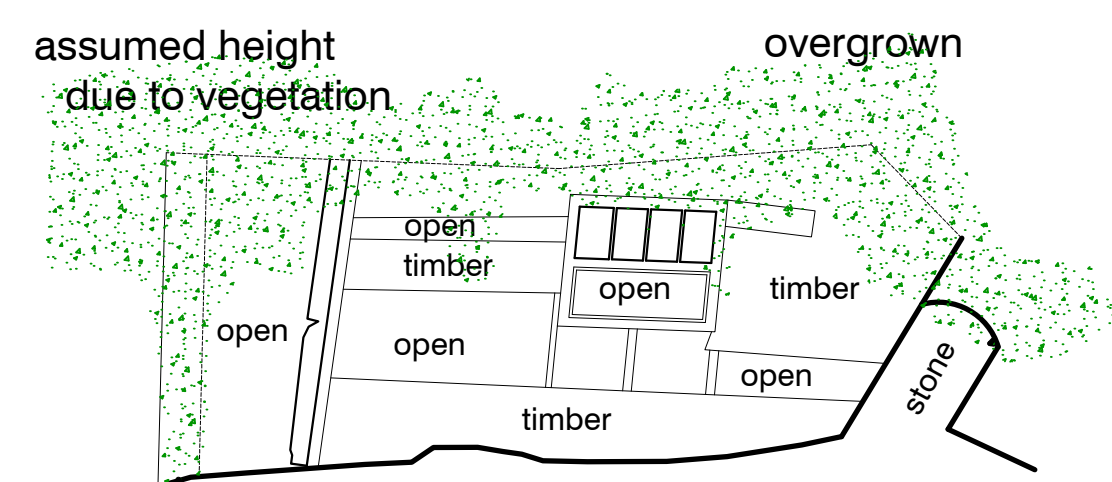 assumed height
due to vegetation
overgrown
open
timber
open
timber
open
open
open
timber
stone